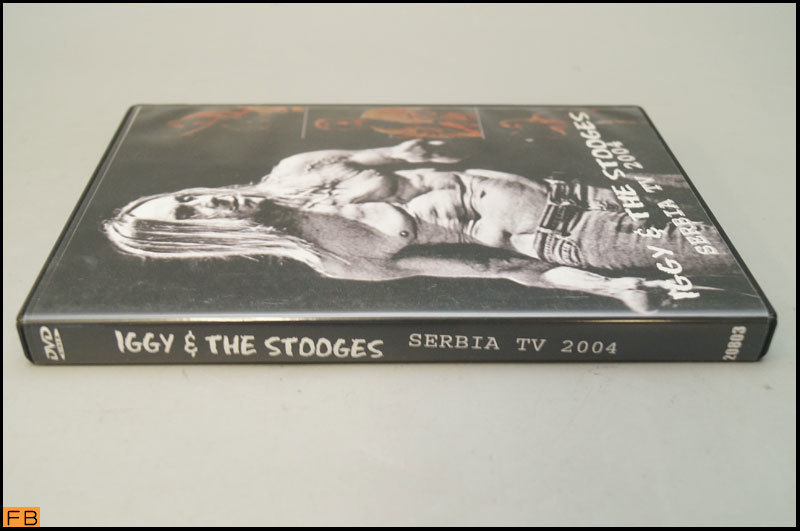 IGGY & THE STOOGES
SERBIA TV 2004
DVD
IGGY & THE STOOGES
SERBIA TV 2004
20803
FB